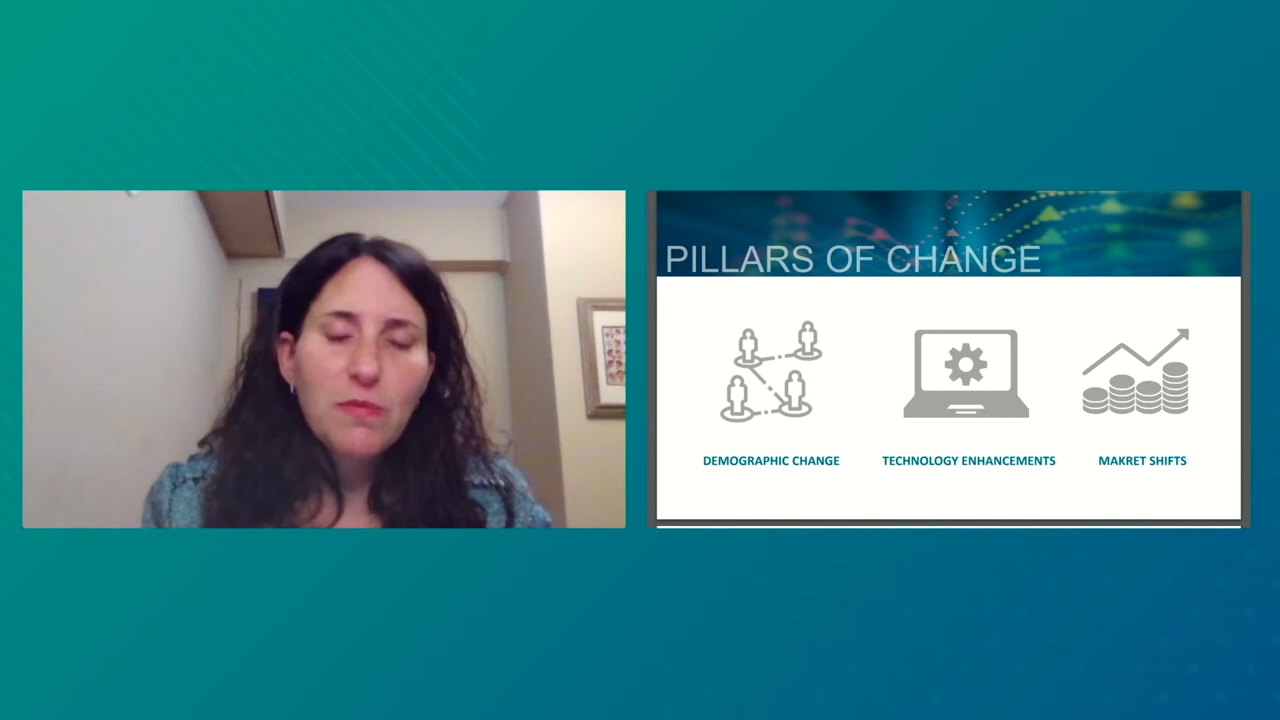 PILLARS OF CHANGE
DEMOGRAPHIC CHANGE
TECHNOLOGY ENHANCEMENTS
MAKRET SHIFTS